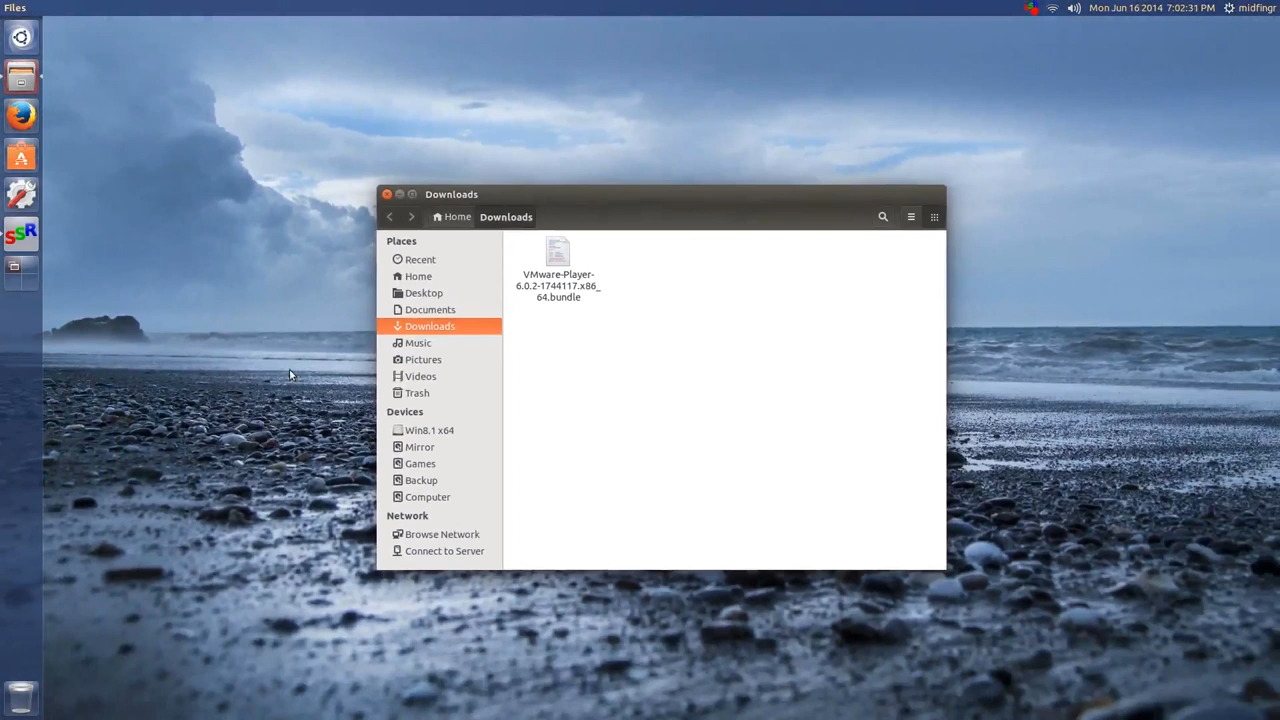 Files
Mon Jun 16 2014 7:02:31 PM
midfingr
SSR
Downloads
Home
Downloads
Places
Recent
Home
Desktop
Documents
Downloads
Music
Pictures
Videos
Trash
Devices
Win8.1 x64
Mirror
Games
Backup
Computer
Network
Browse Network
Connect to Server
VMware-Player-
6.0.2-1744117.x86_
64.bundle